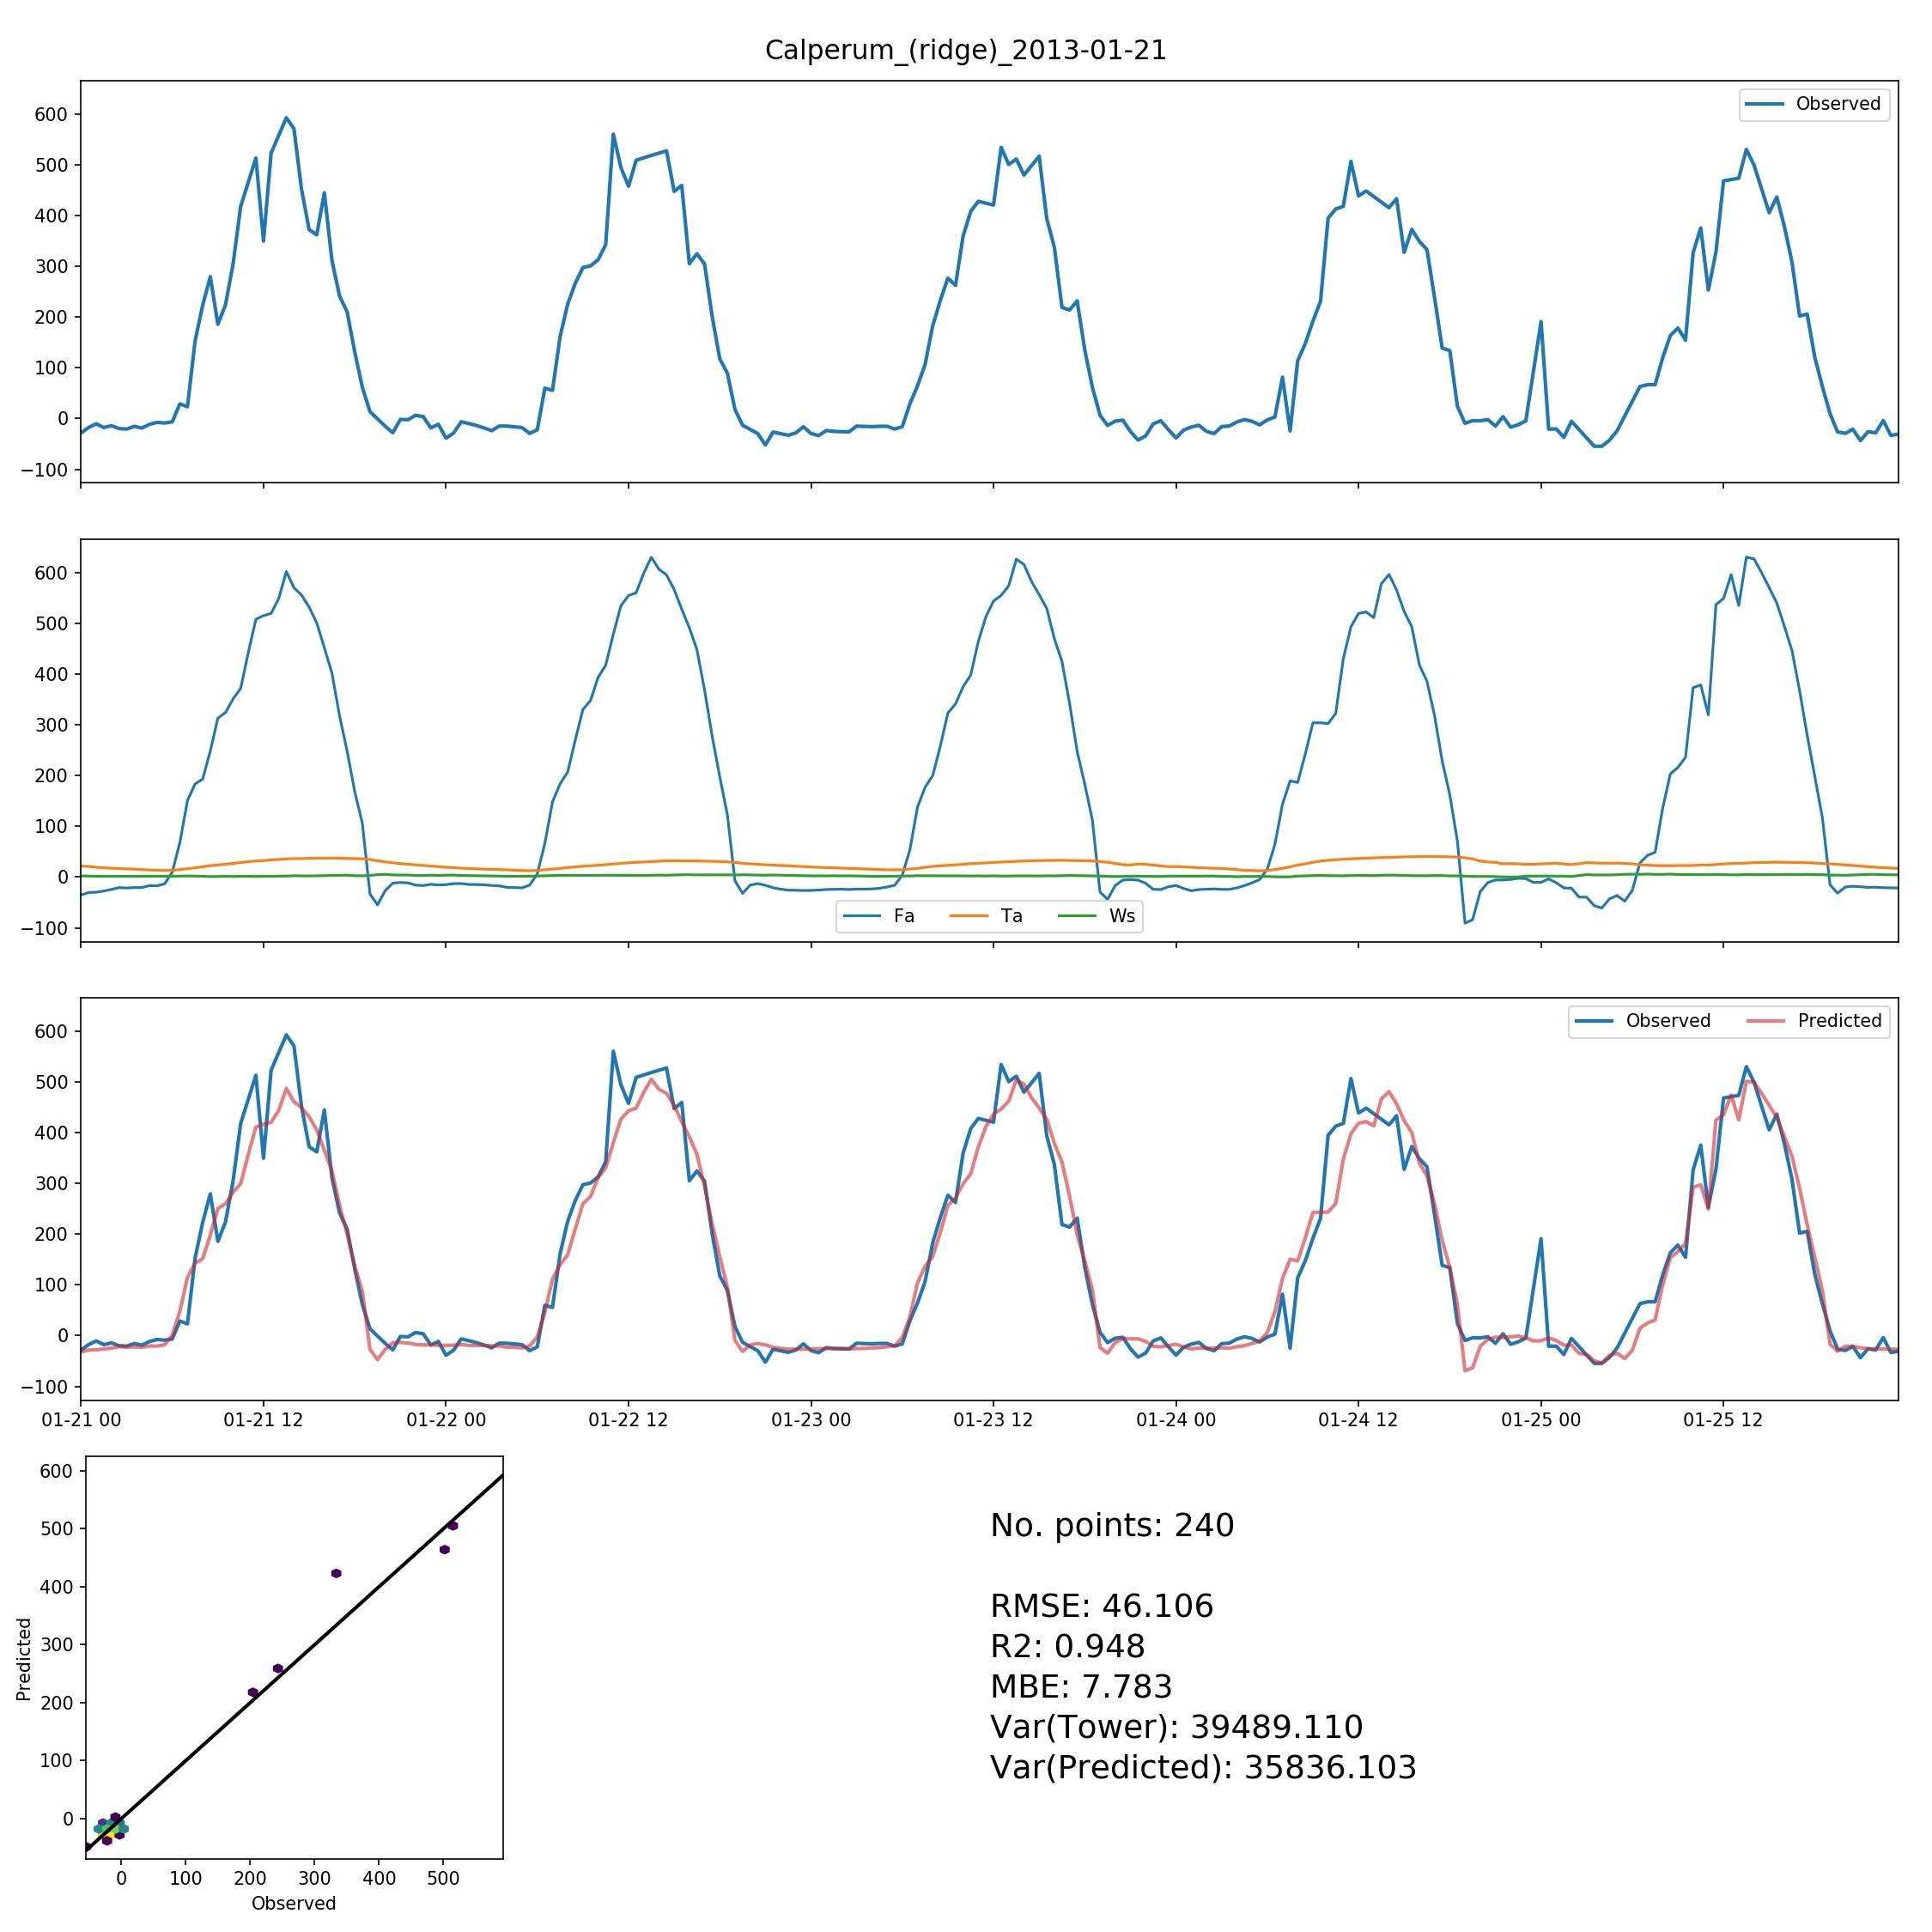 Calperum_(ridge)_2013-01-21
600
500
400
300
200
100
0
−100
Observed
600
500
400
300
200
100
0
−100
Fa Ta Ws
600
500
400
300
200
100
0
−100
Observed Predicted
01-21 00 01-21 12 01-22 00 01-22 12 01-23 00 01-23 12 01-24 00 01-24 12 01-25 00 01-25 12
600
500
400
300
200
100
0
Predicted
0 100 200 300 400 500
Observed
No. points: 240
RMSE: 46.106
R2: 0.948
MBE: 7.783
Var(Tower): 39489.110
Var(Predicted): 35836.103